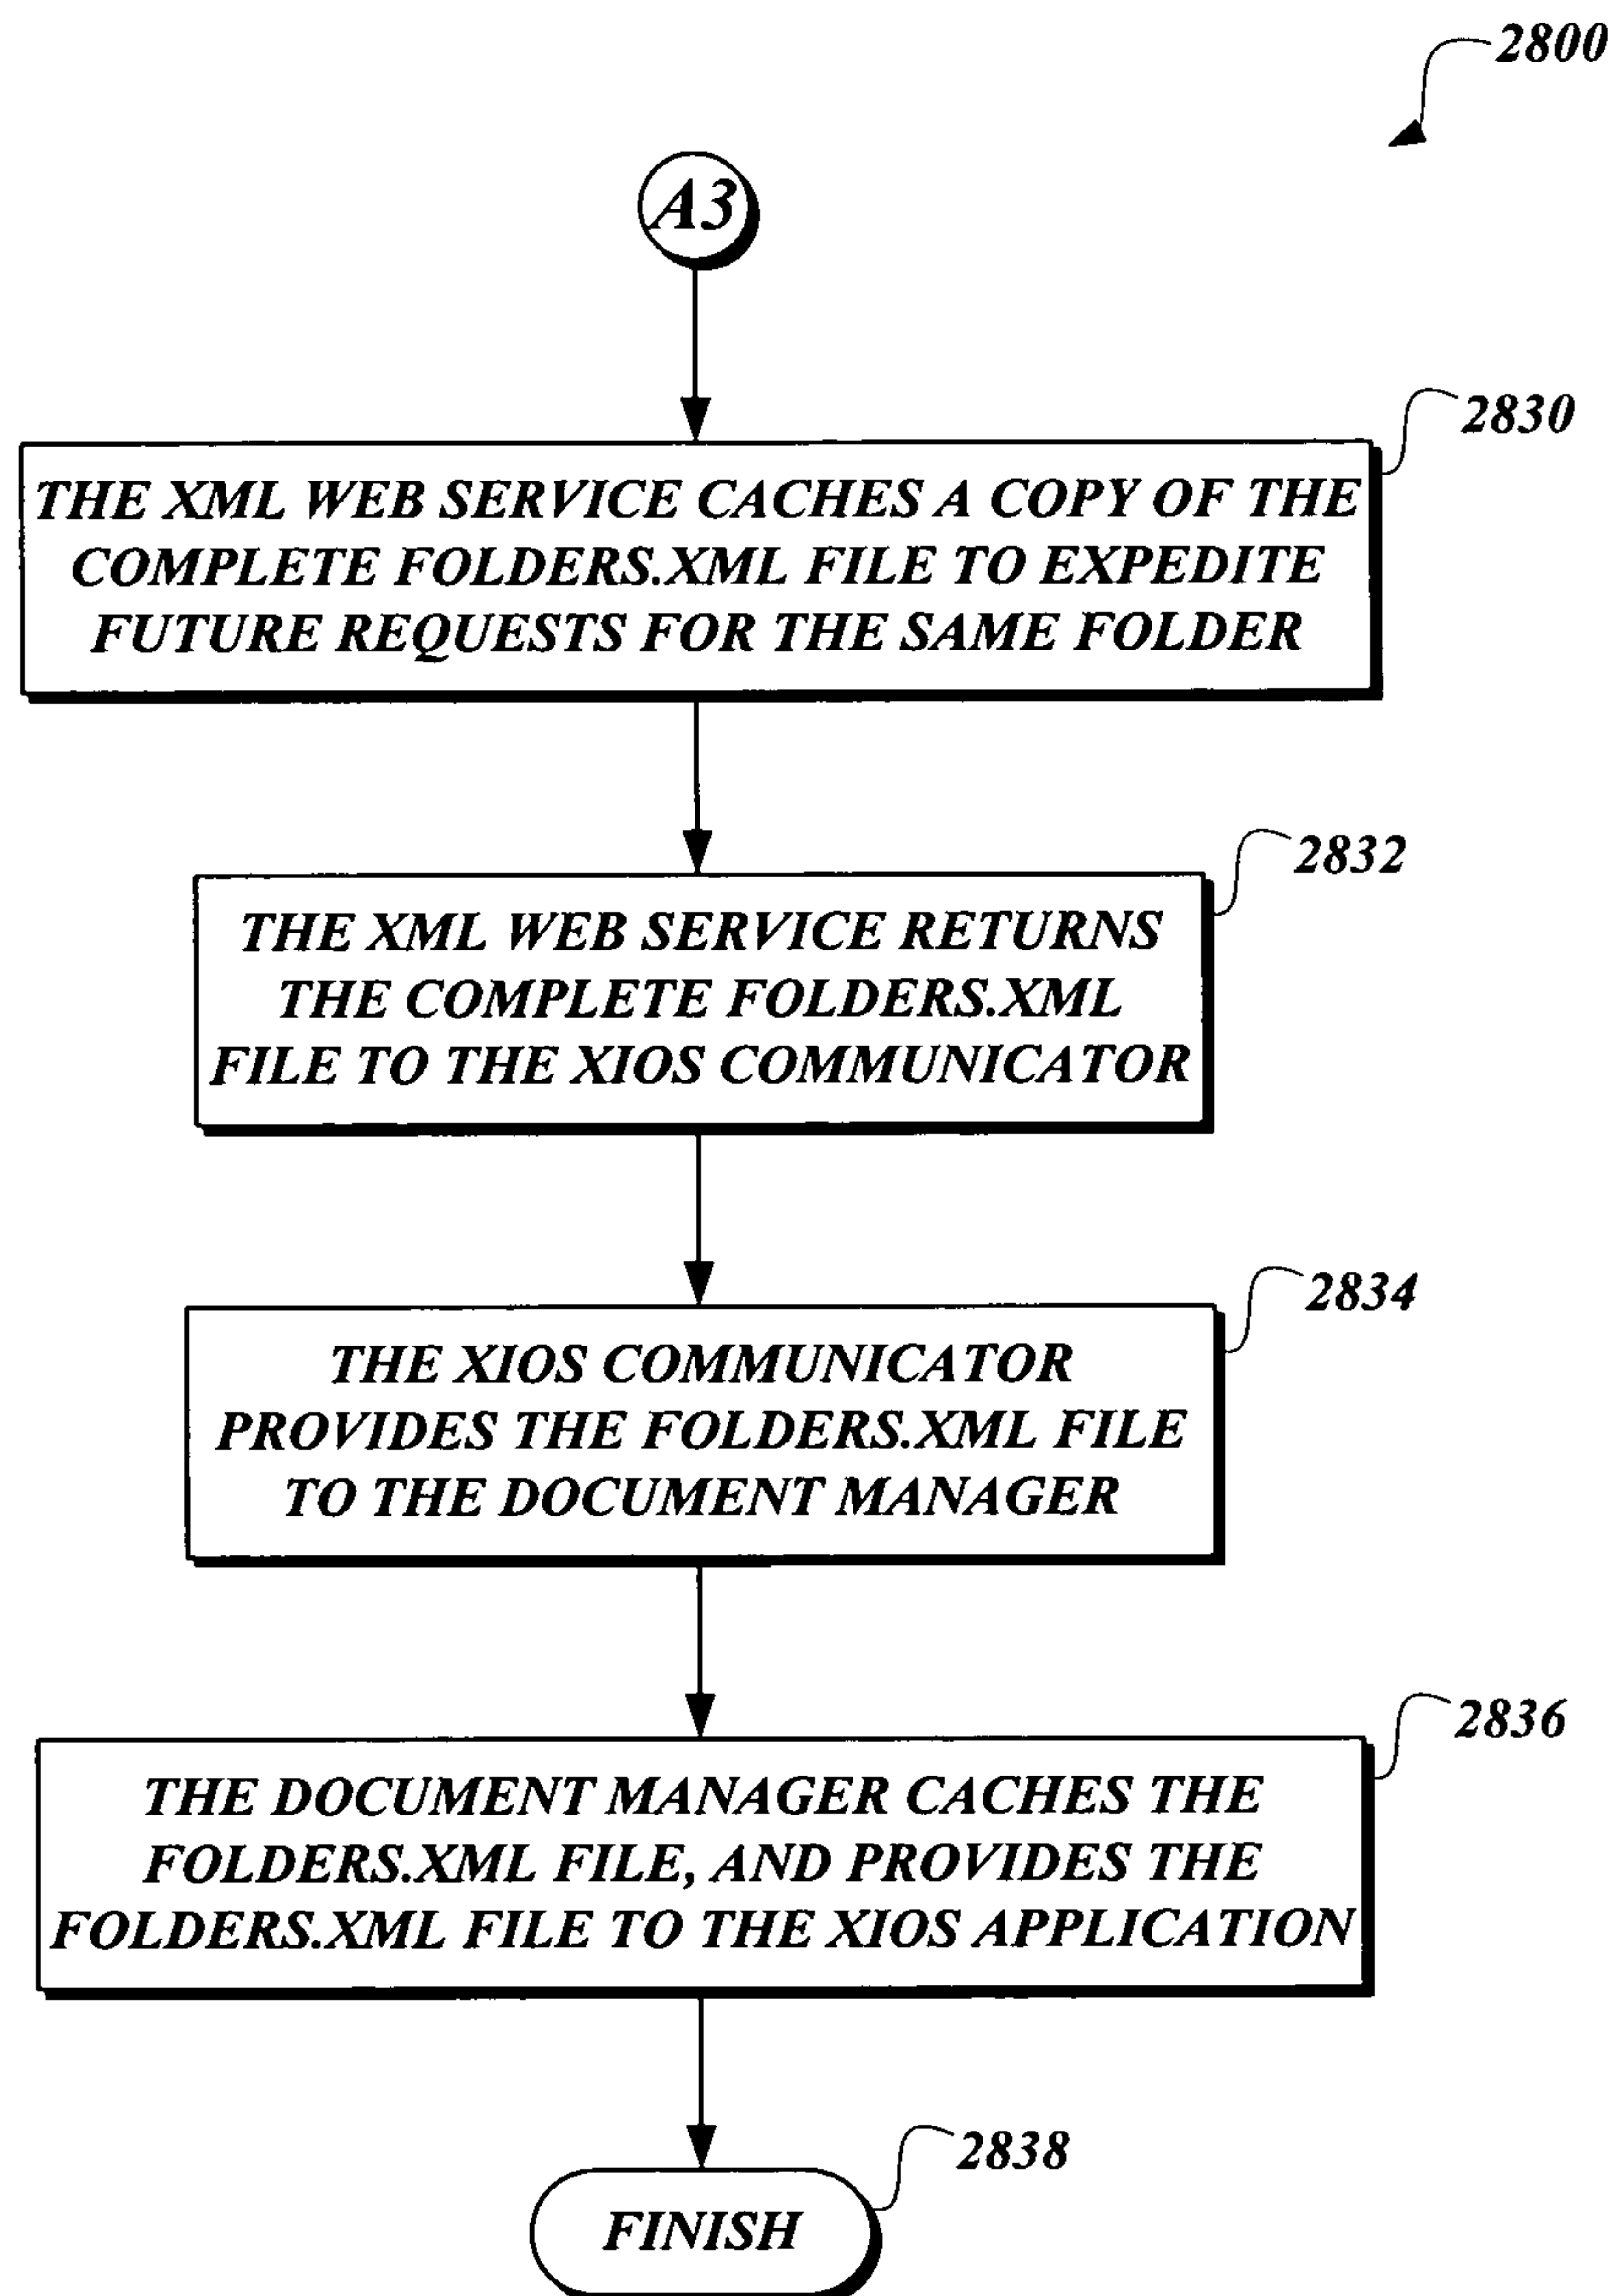 2800
A3
2830
THE XML WEB SERVICE CACHES A COPY OF THE
COMPLETE FOLDERS.XML FILE TO EXPEDITE
FUTURE REQUESTS FOR THE SAME FOLDER
2832
THE XML WEB SERVICE RETURNS
THE COMPLETE FOLDERS.XML
FILE TO THE XIOS COMMUNICATOR
2834
THE XIOS COMMUNICATOR
PROVIDES THE FOLDERS.XML FILE
TO THE DOCUMENT MANAGER
2836
THE DOCUMENT MANAGER CACHES THE
FOLDERS.XML FILE, AND PROVIDES THE
FOLDERS.XML FILE TO THE XIOS APPLICATION
2838
FINISH